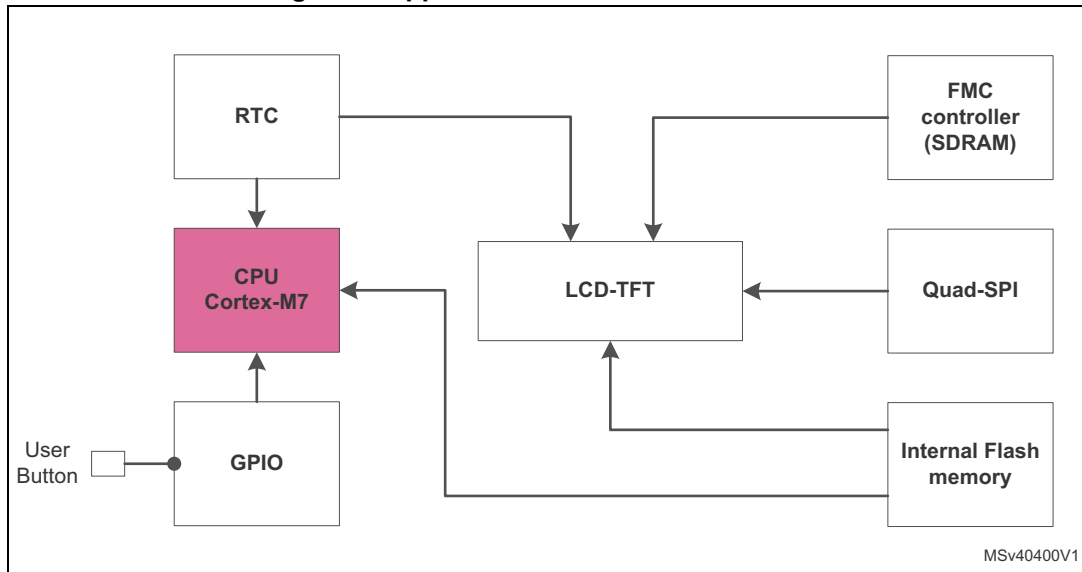 RTC
FMC
controller
(SDRAM)
CPU
Cortex-M7
LCD-TFT
Quad-SPI
User
Button
GPIO
Internal Flash
memory
MSv40400V1